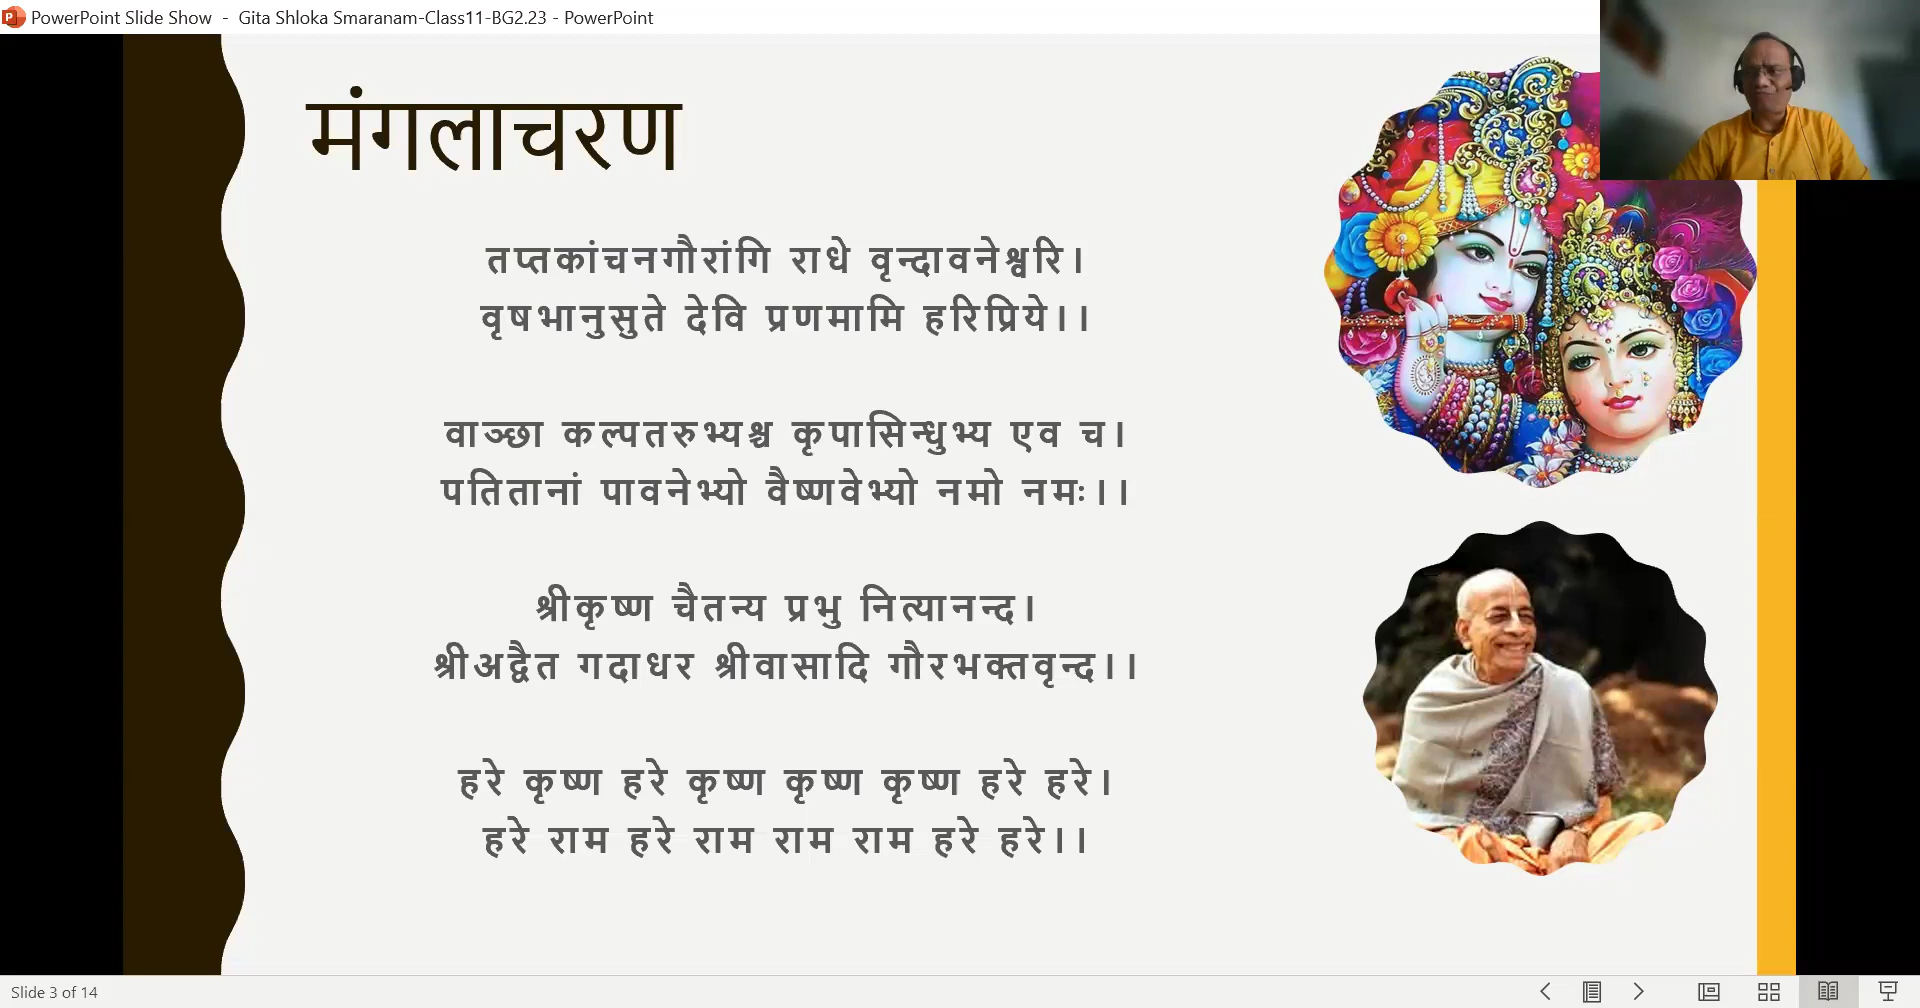 PowerPoint Slide Show - Gita Shloka Smaranam-Class11-BG2.23 - PowerPoint
मंगलाचरण
तप्तकांचनगौरांगि राधे वृन्दावनेश्वरि।
वृषभानुसुते देवि प्रणमामि हरिप्रिये।।
वाञ्छा कल्पतरुभ्यश्च कृपासिन्धुभ्य एव च।
पतितानां पावनेभ्यो वैष्णवेभ्यो नमो नमः।।
श्रीकृष्ण चैतन्य प्रभु नित्यानन्द।
श्रीअद्वैत गदाधर श्रीवासादि गौरभक्तवृन्द।।
हरे कृष्ण हरे कृष्ण कृष्ण कृष्ण हरे हरे।
हरे राम हरे राम राम राम हरे हरे।।
Slide 3 of 14